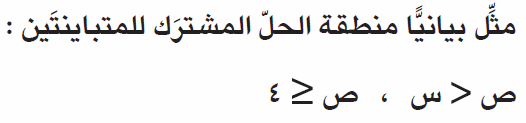 مثِّل بيانيًّا منطقة الحلّ المشترَك للمتباينتَين :
ص < س ، ص ≤ ٤